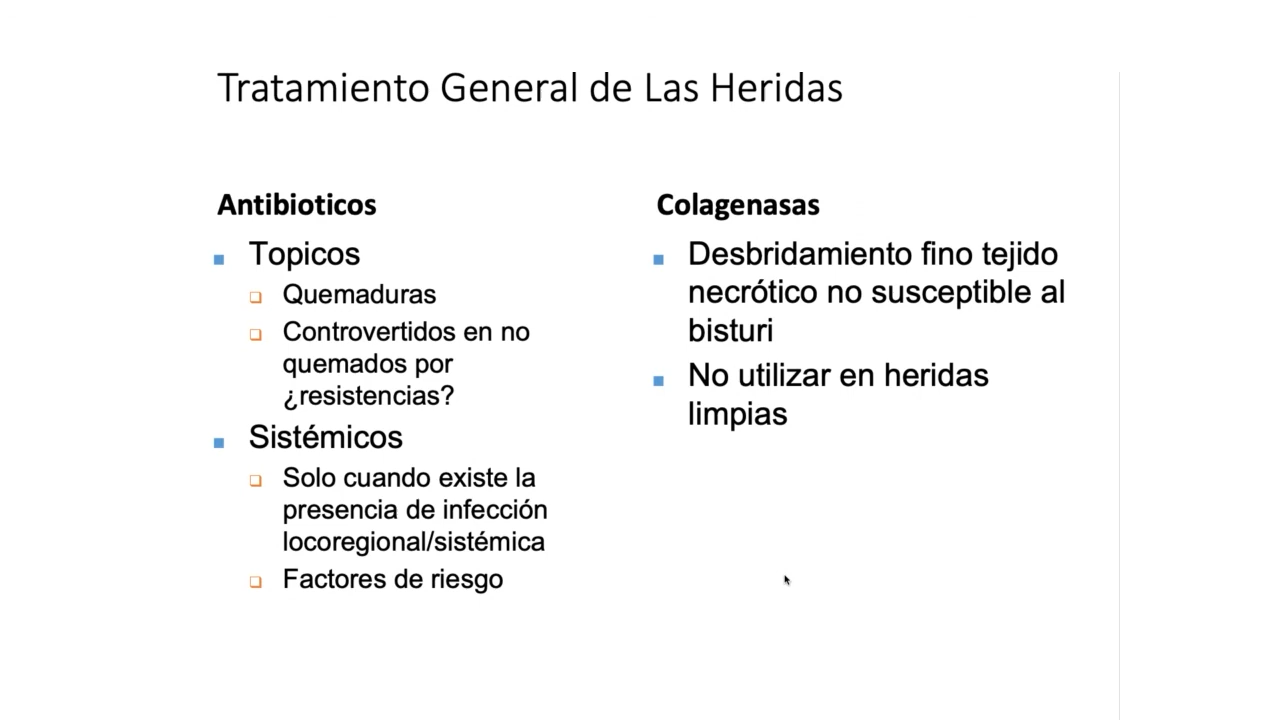 Tratamiento General de Las Heridas
Antibioticos
Topicos
Quemaduras
Controvertidos en no
quemados por
¿resistencias?
Sistémicos
Solo cuando existe la
presencia de infección
locoregional/sistémica
Factores de riesgo
Colagenasas
Desbridamiento fino tejido
necrótico no susceptible al
bisturi
No utilizar en heridas
limpias